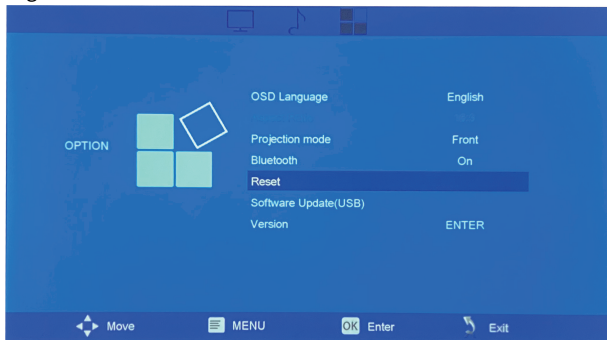 OSD Language English
Projection mode Front
OPTION
Bluetooth On
Reset
Software Update(USB)
Version ENTER
Move MENU OK Enter Exit